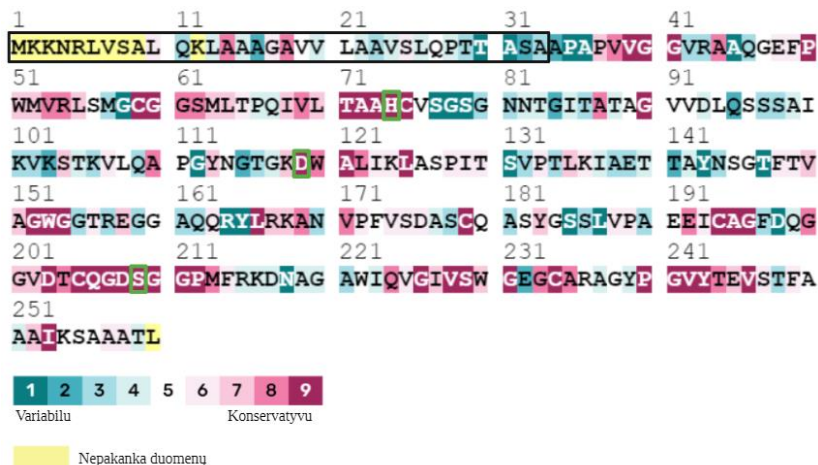 1 11 21 31 41
MKKNRLVSAL QKLAAAGAVV LAAVSLQPTT ASAAPAPVVG GVRAAQGEFP
51 61 71 81 91
WMVRLSMGCG GSMLTPQIVL TAAHCVSGSG NNTGITATAG VVDLQSSSAI
101 111 121 131 141
KVKSTKVLQA PGYNGTGKDW ALIKLASPIT SVPTLKIAET TAYNSGTFTV
151 161 171 181 191
AGWGGTREGG AQQRYLRKAN VPFVSDASCQ ASYGSSLVPA EEICAGFDQG
201 211 221 231 241
GVDTCQGDSG GPMFRKDNAG AWIQVGIVSW GEGCARAGYP GVYTEVSTFA
251
AAIKSAAATL
1 2 3 4 5 6 7 8 9
Variabilu Konservatyvu
Nepakanka duomenų